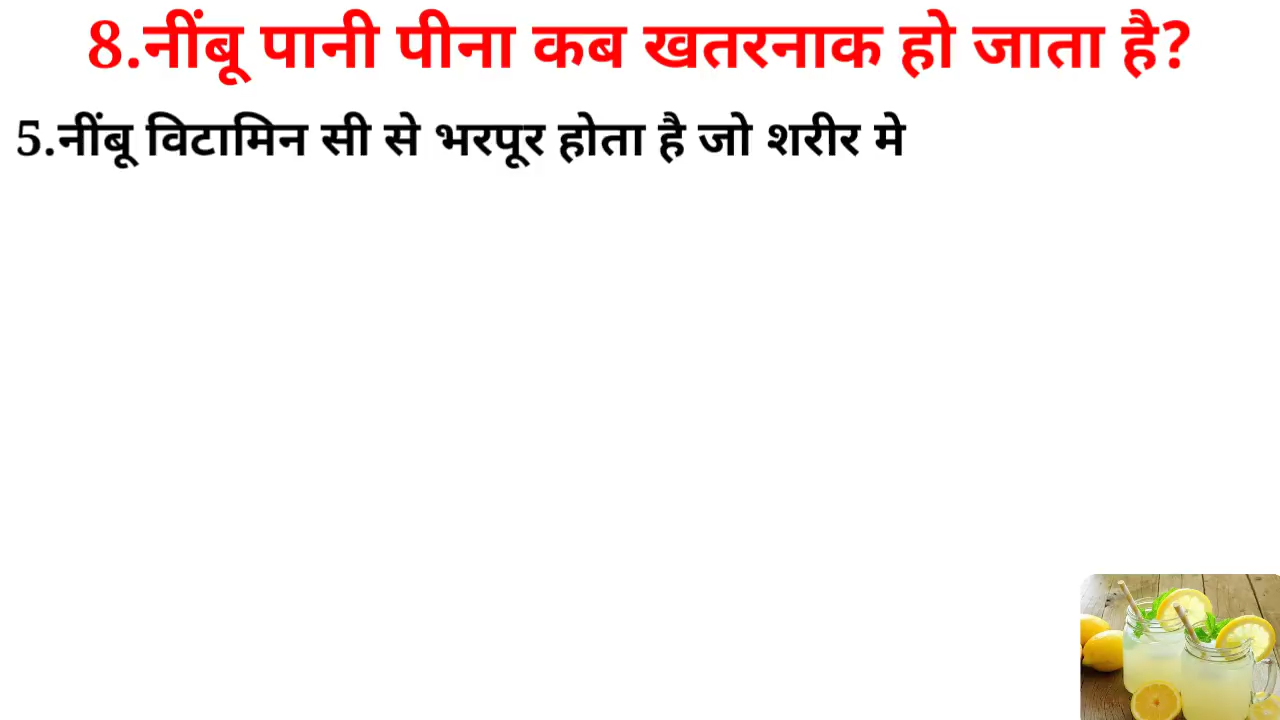 8.नींबू पानी पीना कब खतरनाक हो जाता है?
5.नींबू विटामिन सी से भरपूर होता है जो शरीर मे